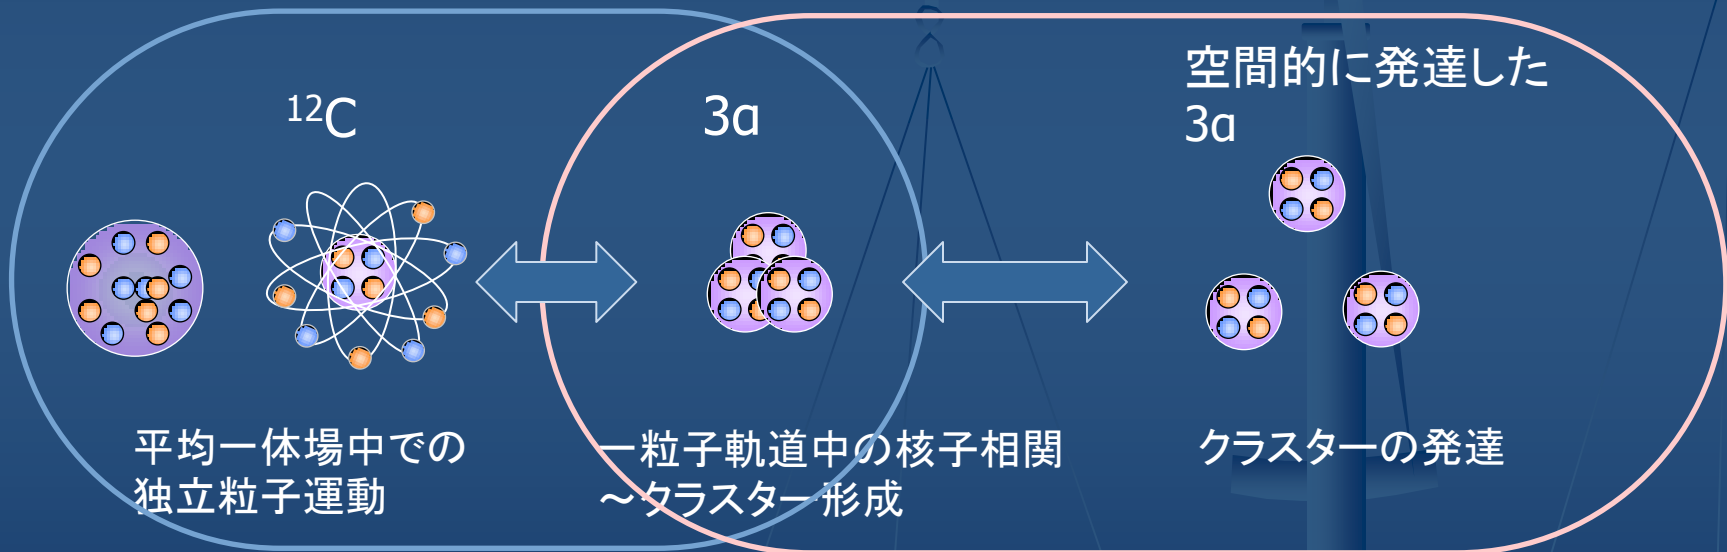 ¹²C
平均一体場中での
独立粒子運動
3α
一粒子軌道中の核子相関
～クラスター形成
空間的に発達した
3α
クラスターの発達